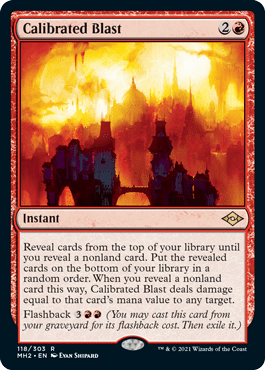 Calibrated Blast 2
Instant
Reveal cards from the top of your library until
you reveal a nonland card. Put the revealed
cards on the bottom of your library in a
random order. When you reveal a nonland
card this way, Calibrated Blast deals damage
equal to that card's mana value to any target.
Flashback 3 (You may cast this card from
your graveyard for its flashback cost. Then exile it.)
118/303 R
MH2 • EN Evan Shipard
™ & © 2021 Wizards of the Coast